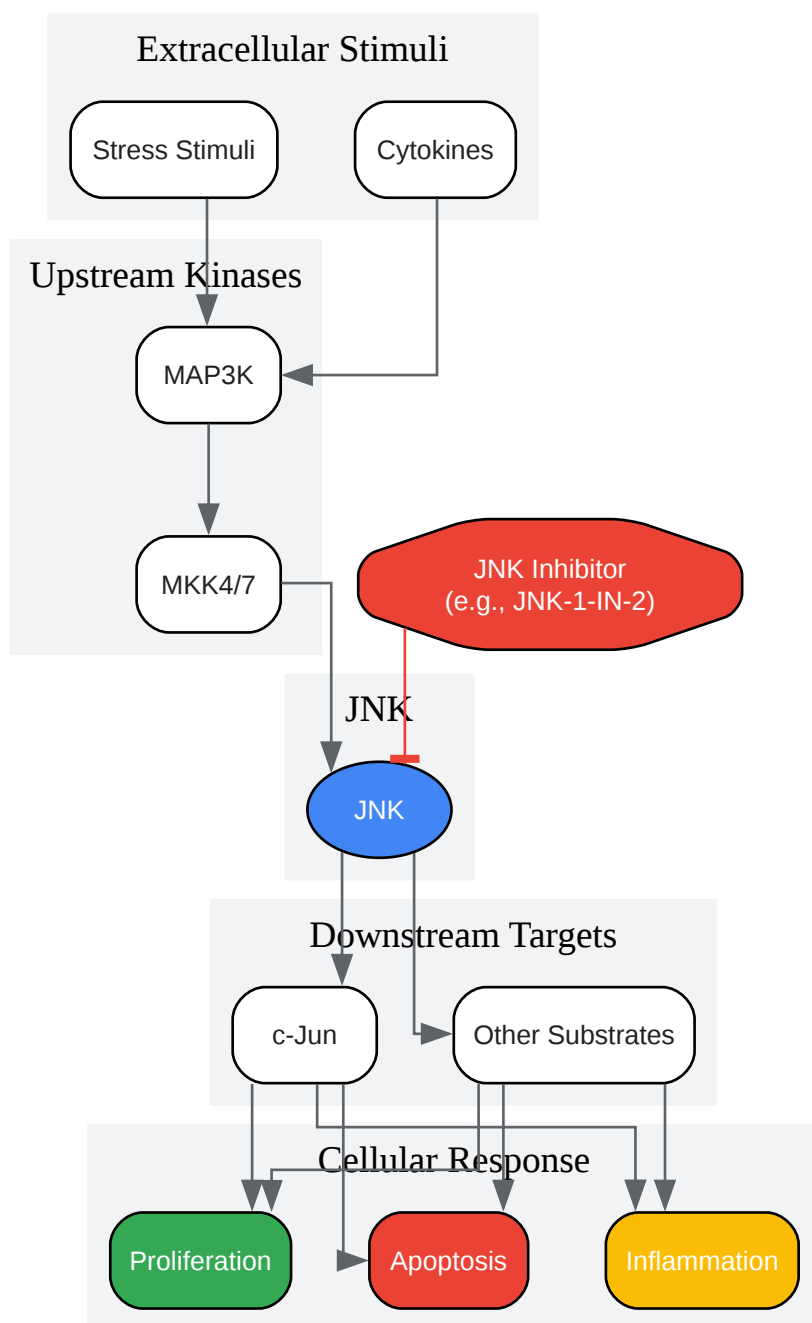 Extracellular Stimuli
Stress Stimuli
Cytokines
Upstream Kinases
MAP3K
MKK4/7
JNK Inhibitor
(e.g., JNK-1-IN-2)
JNK
JNK
Downstream Targets
c-Jun
Other Substrates
Cellular Response
Proliferation
Apoptosis
Inflammation